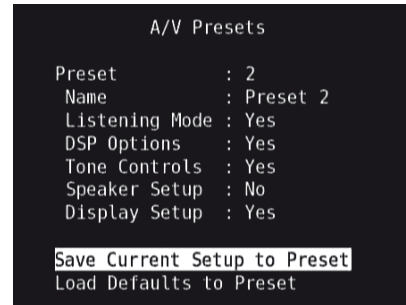 A/V Presets
Preset : 2
Name : Preset 2
Listening Mode : Yes
DSP Options : Yes
Tone Controls : Yes
Speaker Setup : No
Display Setup : Yes
Save Current Setup to Preset
Load Defaults to Preset